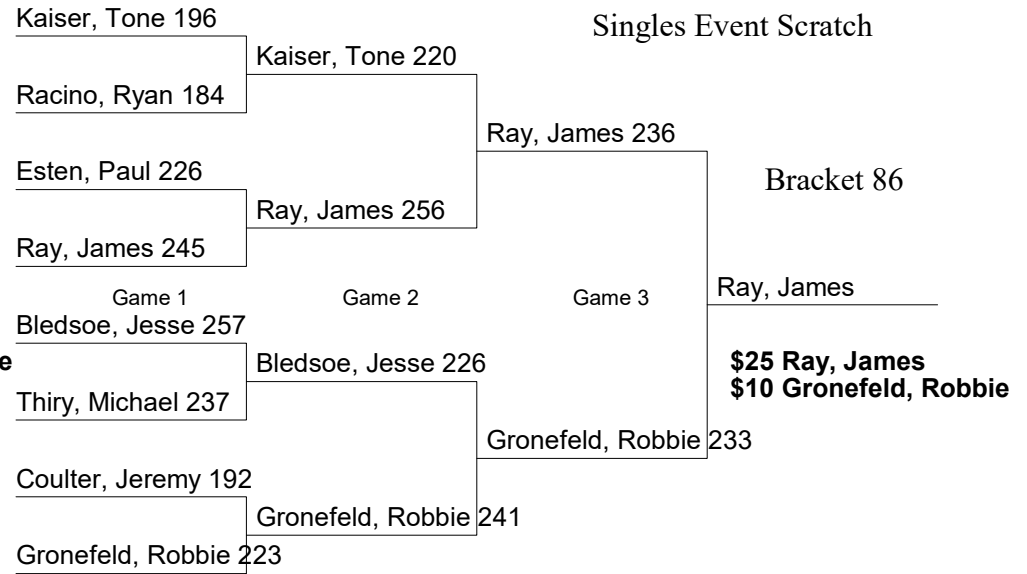 Singles Event Scratch
Bracket 86
Kaiser, Tone 196
Kaiser, Tone 220
Racino, Ryan 184
Ray, James 236
Esten, Paul 226
Ray, James 256
Ray, James 245
Game 1
Game 2
Game 3
Ray, James
Bledsoe, Jesse 257
Bledsoe, Jesse 226
e
$25 Ray, James
$10 Gronefeld, Robbie
Thiry, Michael 237
Gronefeld, Robbie 233
Coulter, Jeremy 192
Gronefeld, Robbie 241
Gronefeld, Robbie 223